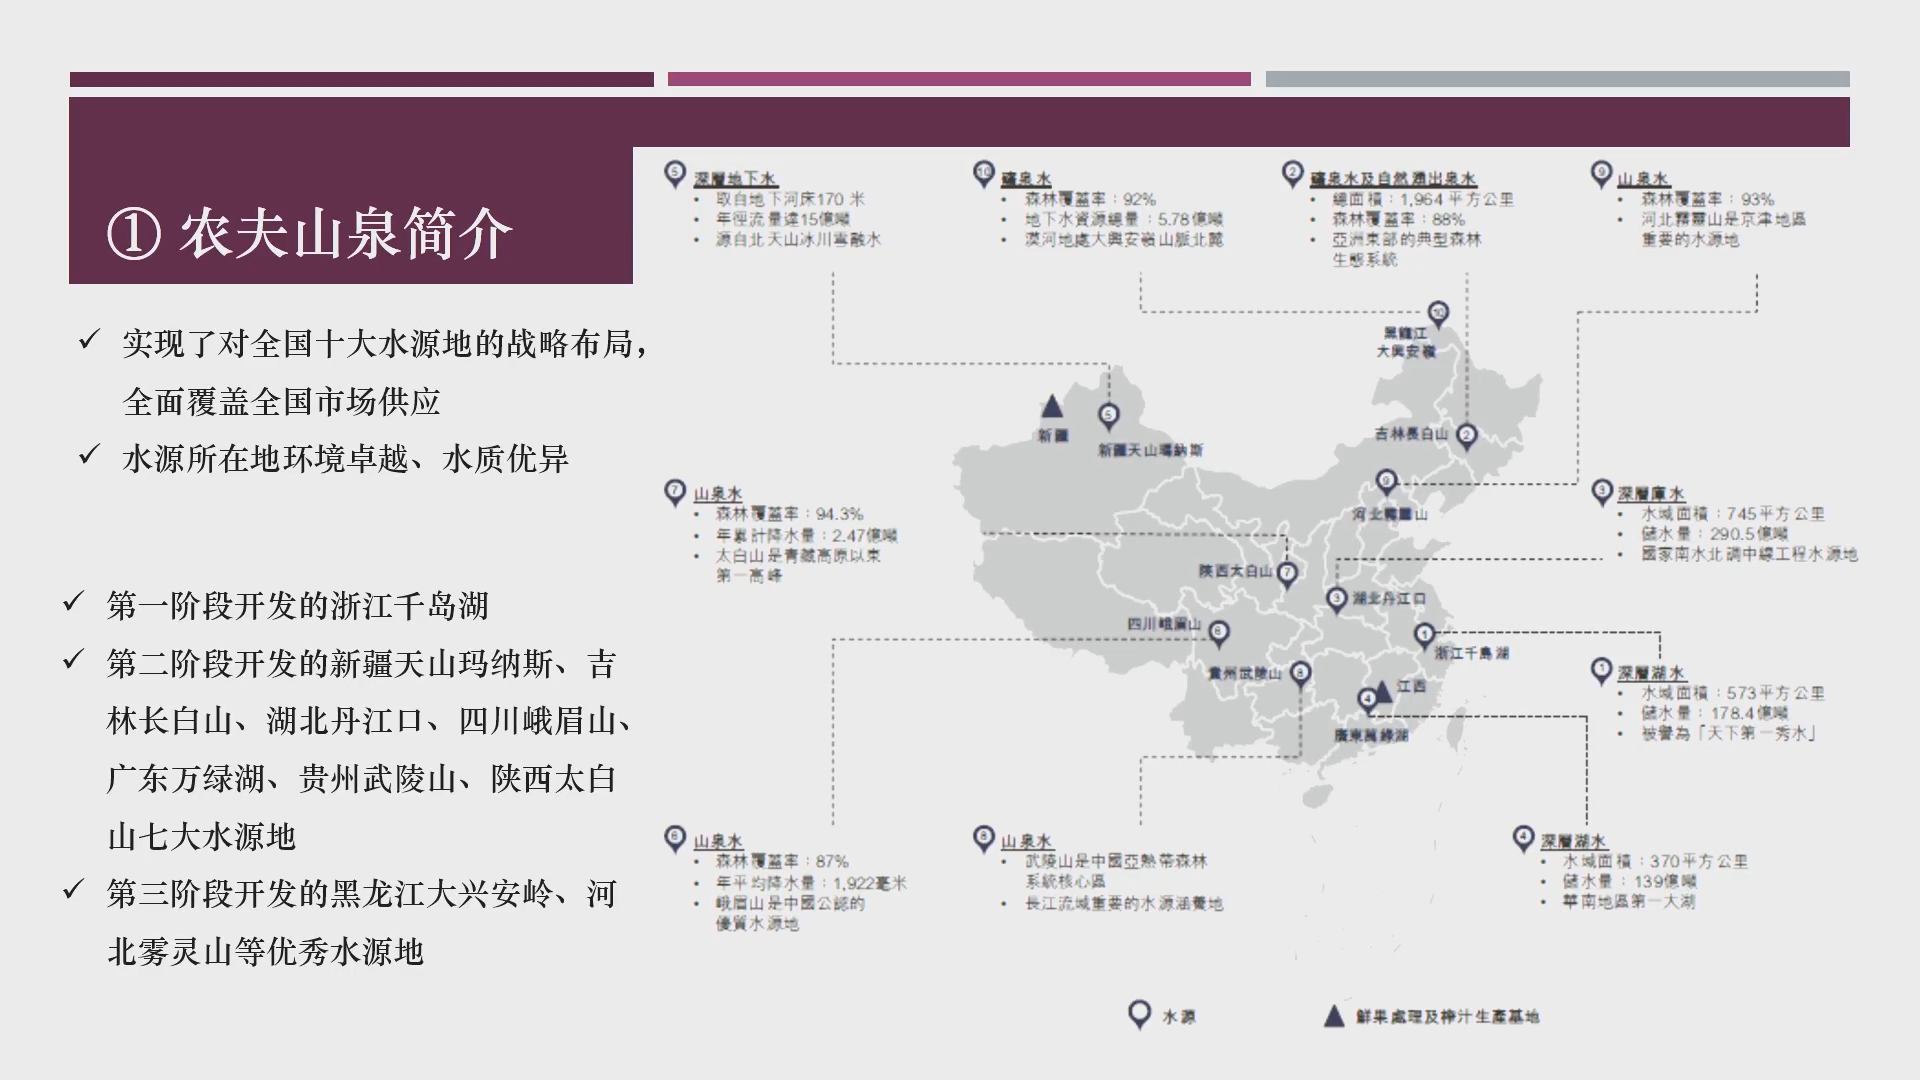 ① 农夫山泉简介
✓ 实现了对全国十大水源地的战略布局，
全面覆盖全国市场供应
✓ 水源所在地环境卓越、水质优异
✓ 第一阶段开发的浙江千岛湖
✓ 第二阶段开发的新疆天山玛纳斯、吉
林长白山、湖北丹江口、四川峨眉山、
广东万绿湖、贵州武陵山、陕西太白
山七大水源地
✓ 第三阶段开发的黑龙江大兴安岭、河
北雾灵山等优秀水源地
5 深層地下水
• 取自地下河床170 米
• 年徑流量達15億噸
• 源自北天山冰川雪融水
10 礦泉水
• 森林覆蓋率：92%
• 地下水資源總量：5.78億噸
• 漠河地處大興安嶺山脈北麓
2 礦泉水及自然湧出泉水
• 總面積：1,964 平方公里
• 森林覆蓋率：88%
• 亞洲東部的典型森林
生態系統
9 山泉水
• 森林覆蓋率：93%
• 河北霧靈山是京津地區
重要的水源地
10
黑龍江
大興安嶺
新疆
5
新疆天山瑪納斯
吉林長白山 2
9
河北霧靈山
7 山泉水
• 森林覆蓋率：94.3%
• 年累計降水量：2.47億噸
• 太白山是青藏高原以東
第一高峰
3 深層庫水
• 水域面積：745平方公里
• 儲水量：290.5億噸
• 國家南水北調中線工程水源地
陝西太白山 7
3 湖北丹江口
四川峨眉山 6
1
浙江千島湖
貴州武陵山 8
4 江西
廣東萬綠湖
1 深層湖水
• 水域面積：573平方公里
• 儲水量：178.4億噸
• 被譽為「天下第一秀水」
6 山泉水
• 森林覆蓋率：87%
• 年平均降水量：1,922毫米
• 峨眉山是中國公認的
優質水源地
8 山泉水
• 武陵山是中國亞熱帶森林
系統核心區
• 長江流域重要的水源涵養地
4 深層湖水
• 水域面積：370平方公里
• 儲水量：139億噸
• 華南地區第一大湖
水源
鮮果處理及榨汁生產基地